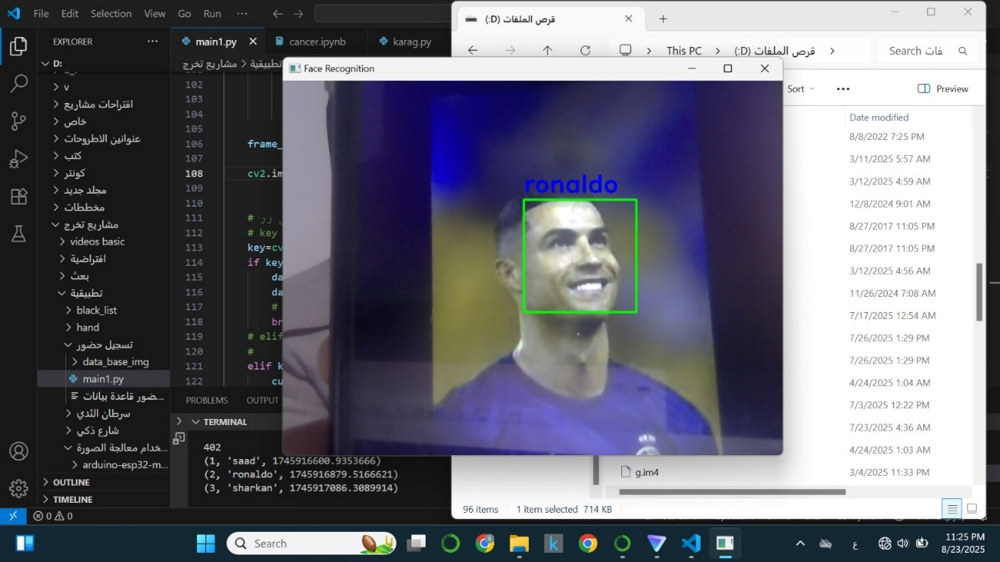 File Edit Selection View Go Run ···
EXPLORER ···
D:
v
اقتراحات مشاريع
خاص
عنوانين الاطروحات
كتب
كونتر
مجلد جديد
مخططات
مشاريع تخرج
videos basic
افتراضية
بعث
تطبيقية
black_list
hand
تسجيل حضور
data_base_img
main1.py
حضور قاعدة بيانات...
سرطان الثدي
شارع ذكي
...خدام معالجة الصورة
arduino-esp32-m...
OUTLINE
TIMELINE
0 0
main1.py
cancer.ipynb
karag.py
مشاريع تخرج > تطبيقية
102
103
104
105
106 frame_
107
108 cv2.im
109
110
111 # زر
112 # key
113 key=cv
114 if key
115 da
116 da
117 #
118 br
119 # elif
120 #
121 elif k
122 cu
PROBLEMS OUTPUT
TERMINAL
402
(1, 'saad', 1745916600.9353666)
(2, 'ronaldo', 1745916879.5166621)
(3, 'sharkan', 1745917086.3089914)
قرص الملفات (D:)
This PC > قرص الملفات (D:) >
Search فات
Sort ··· Preview
Date modified
8/8/2022 7:25 PM
3/11/2025 5:57 AM
3/12/2025 4:59 AM
12/8/2024 9:01 AM
8/27/2017 11:05 PM
8/27/2017 11:05 PM
3/12/2025 4:56 AM
11/26/2024 7:08 AM
7/17/2025 12:54 AM
7/26/2025 1:29 PM
7/26/2025 1:29 PM
4/24/2025 1:04 AM
7/3/2025 12:22 PM
7/23/2025 4:36 AM
4/24/2025 1:03 AM
g.im4 3/4/2025 11:33 PM
96 items 1 item selected 714 KB
Face Recognition
ronaldo
Search
ع
11:25 PM
8/23/2025